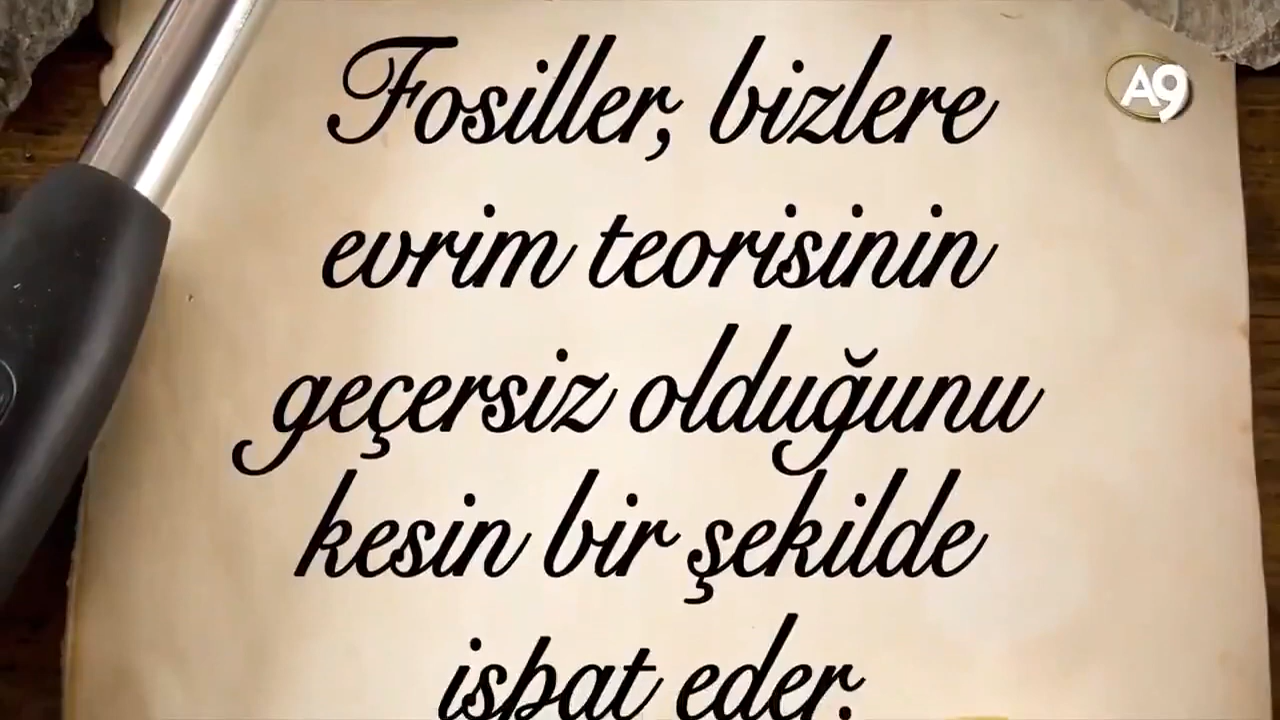 Fosiller, bizlere
evrim teorisinin
geçersiz olduğunu
kesin bir şekilde
ispat eder.
A9